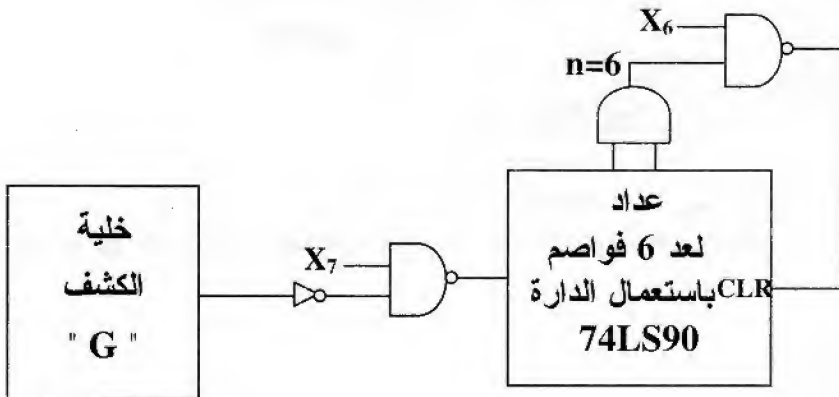 X₆
n=6
خلية
الكشف
" G "
X₇
عداد
لعد 6 فواصم
باستعمال الدارة CLR
74LS90